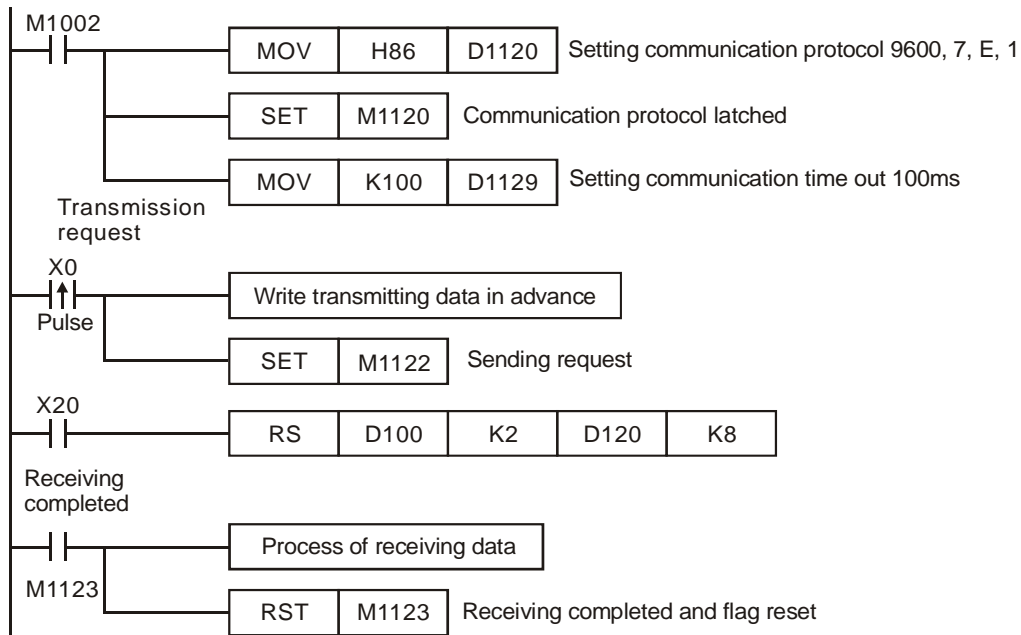 M1002
MOV H86 D1120 Setting communication protocol 9600, 7, E, 1
SET M1120 Communication protocol latched
MOV K100 D1129 Setting communication time out 100ms
Transmission
request
X0
Write transmitting data in advance
Pulse
SET M1122 Sending request
X20
RS D100 K2 D120 K8
Receiving
completed
Process of receiving data
M1123
RST M1123 Receiving completed and flag reset